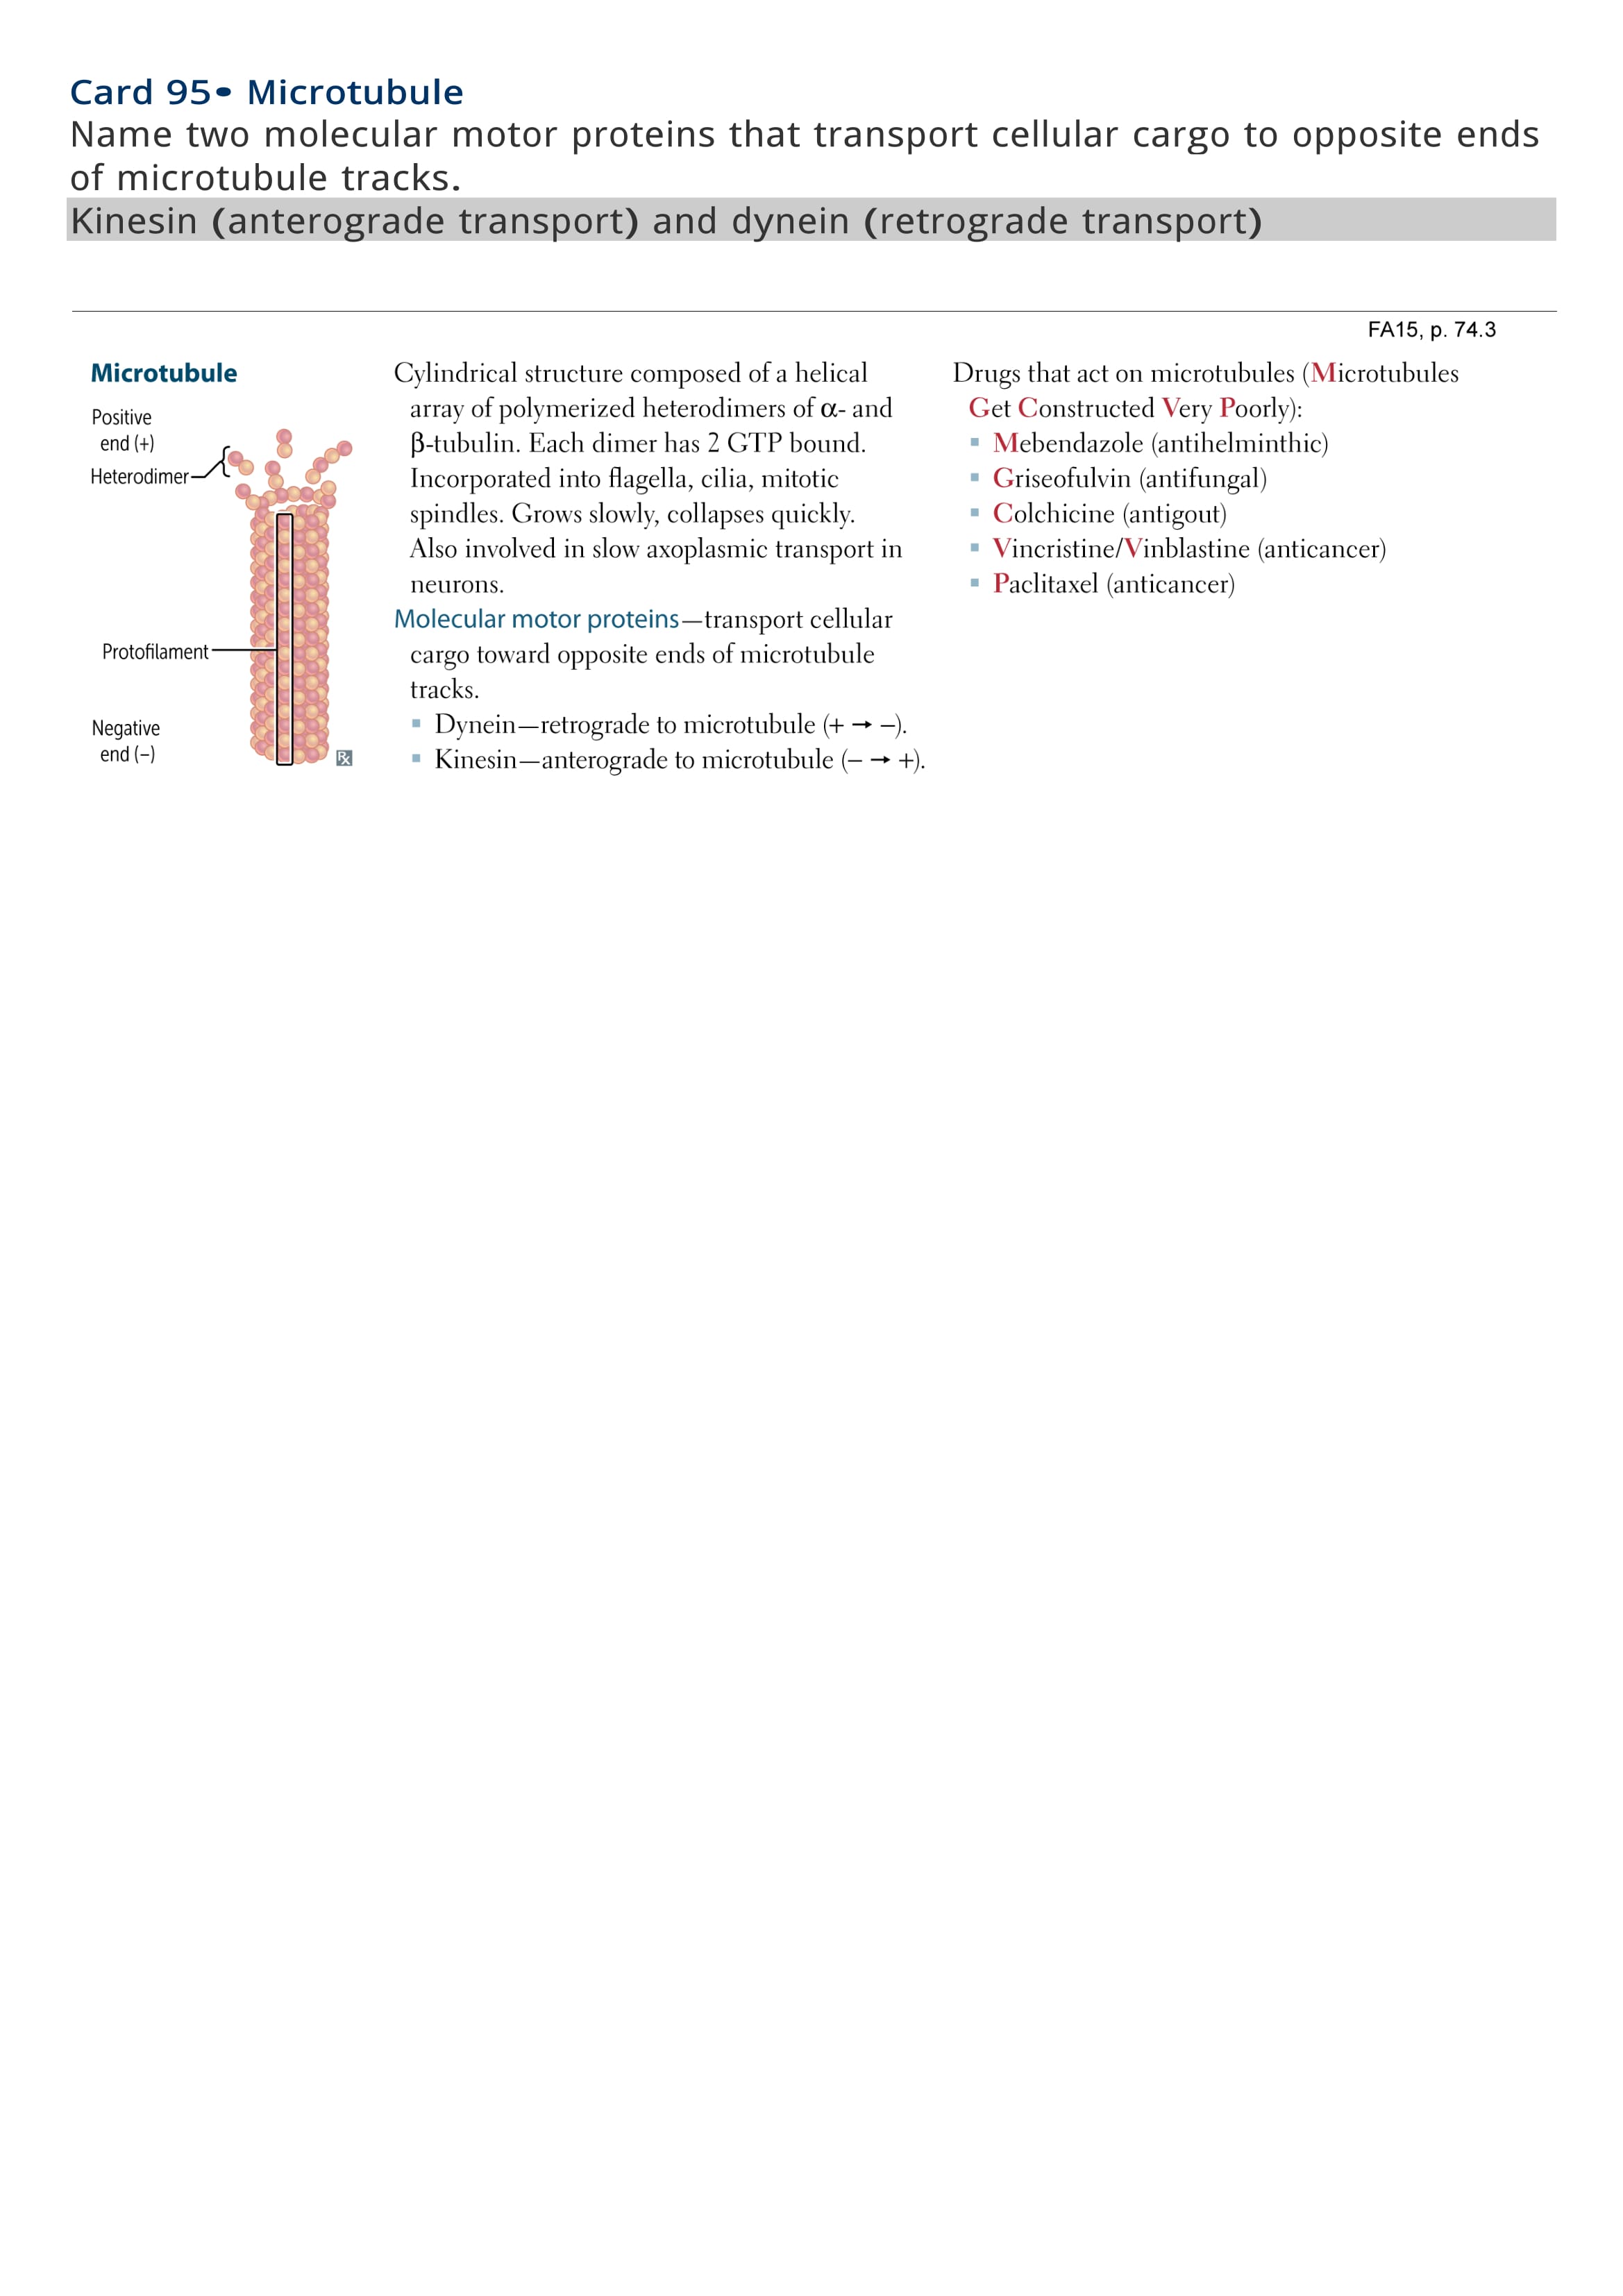 Card 95• Microtubule
Name two molecular motor proteins that transport cellular cargo to opposite ends
of microtubule tracks.
Kinesin (anterograde transport) and dynein (retrograde transport)
FA15, p. 74.3
Microtubule
Positive
end (+)
Heterodimer
Protofilament
Negative
end (–)
Rx
Cylindrical structure composed of a helical
array of polymerized heterodimers of α- and
β-tubulin. Each dimer has 2 GTP bound.
Incorporated into flagella, cilia, mitotic
spindles. Grows slowly, collapses quickly.
Also involved in slow axoplasmic transport in
neurons.
Molecular motor proteins—transport cellular
cargo toward opposite ends of microtubule
tracks.
▪ Dynein—retrograde to microtubule (+ → –).
▪ Kinesin—anterograde to microtubule (– → +).
Drugs that act on microtubules (Microtubules
Get Constructed Very Poorly):
▪ Mebendazole (antihelminthic)
▪ Griseofulvin (antifungal)
▪ Colchicine (antigout)
▪ Vincristine/Vinblastine (anticancer)
▪ Paclitaxel (anticancer)